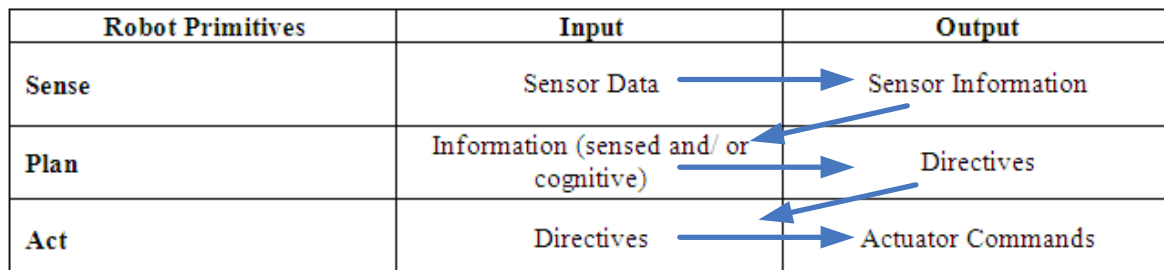 Robot Primitives Input Output
Sense Sensor Data Sensor Information
Plan Information (sensed and/ or cognitive) Directives
Act Directives Actuator Commands